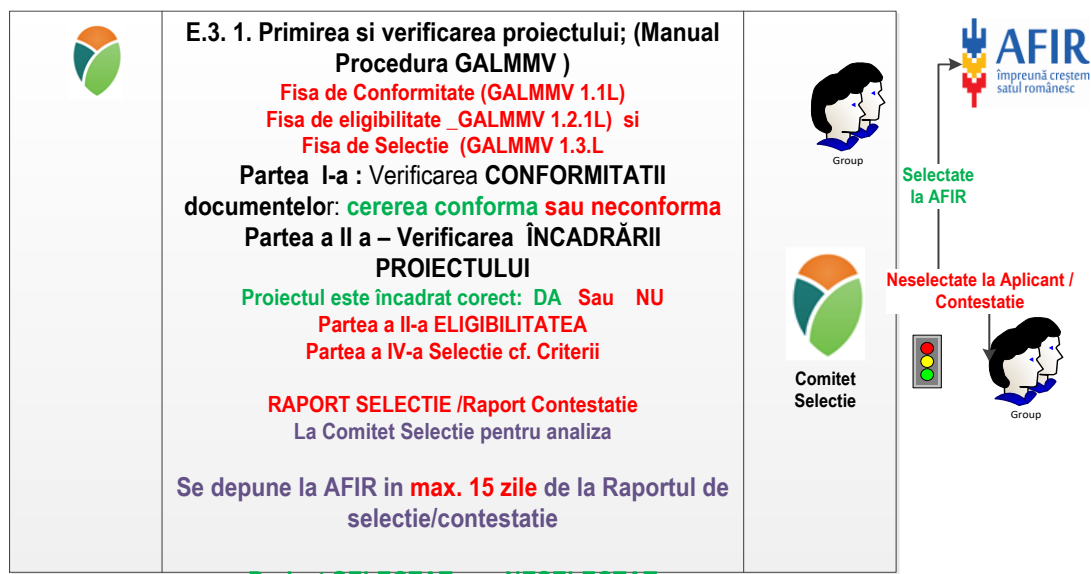 E.3. 1. Primirea si verificarea proiectului; (Manual
Procedura GALMMV )
Fisa de Conformitate (GALMMV 1.1L)
Fisa de eligibilitate _GALMMV 1.2.1L) si
Fisa de Selectie (GALMMV 1.3.L
Partea I-a : Verificarea CONFORMITATII
documentelor: cererea conforma sau neconforma
Partea a II a – Verificarea ÎNCADRĂRII
PROIECTULUI
Proiectul este încadrat corect: DA Sau NU
Partea a II-a ELIGIBILITATEA
Partea a IV-a Selectie cf. Criterii
RAPORT SELECTIE /Raport Contestatie
La Comitet Selectie pentru analiza
Se depune la AFIR in max. 15 zile de la Raportul de
selectie/contestatie
Group
Comitet
Selectie
AFIR
împreună creștem
satul românesc
Selectate
la AFIR
Neselectate la Aplicant /
Contestatie
Group